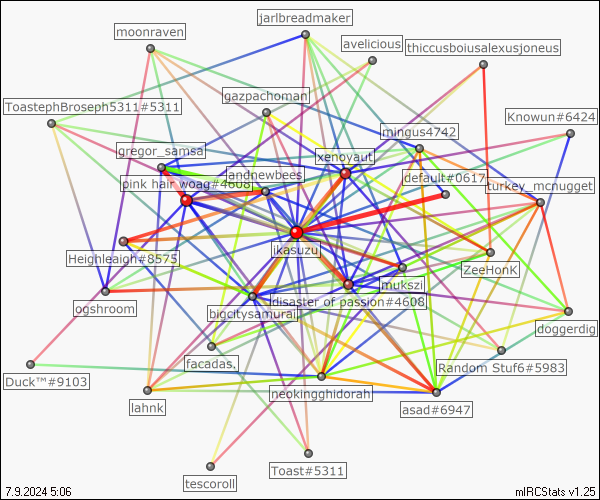 jarlbreadmaker
moonraven
avelicious
thiccusboiusalexusjoneus
gazpachoman
ToastephBroseph5311#5311
Knowun#6424
mingus4742
gregor_samsa
xenoyaut
andnewbees
default#0617
pink hair woag#4608
turkey_mcnugget
ikasuzu
Heighleaigh#8575
ZeeHonK
mukszi
disaster of passion#4608
ogshroom
bigcitysamurai
doggerdig
facadas.
Random Stuf6#5983
Duck™#9103
neokingghidorah
lahnk
asad#6947
Toast#5311
tescoroll
7.9.2024 5:06
mIRCStats v1.25